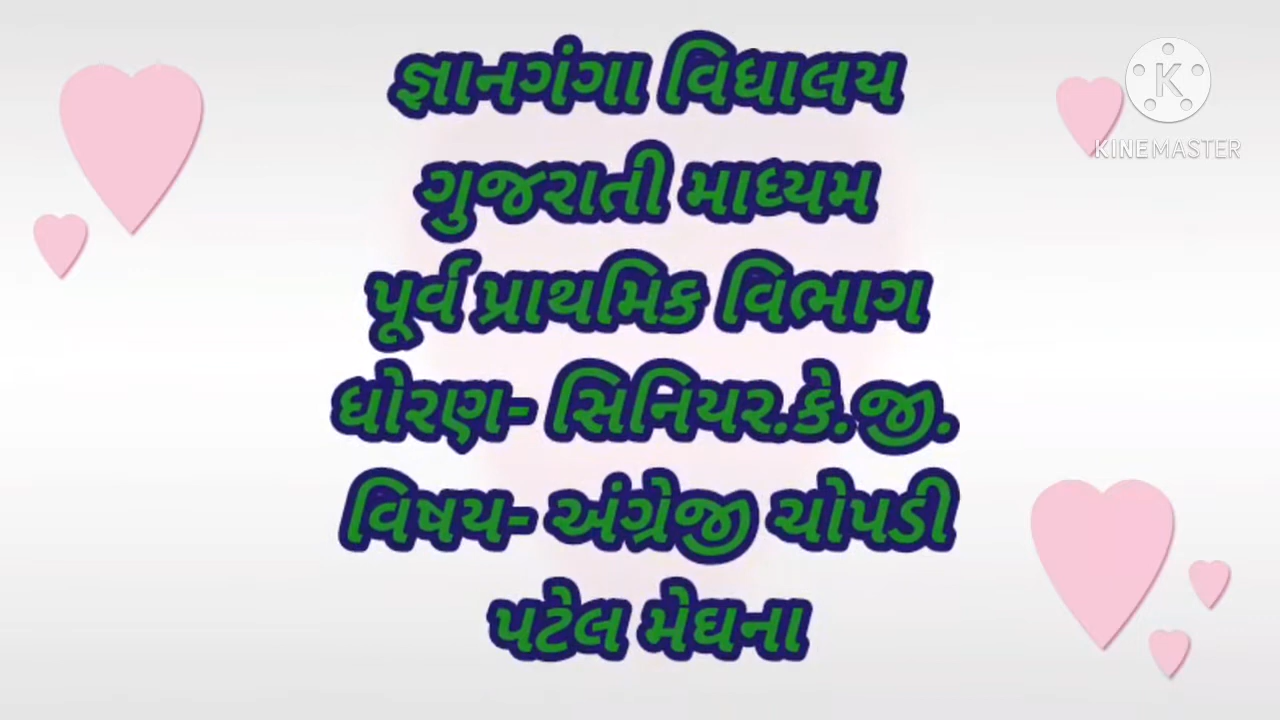 જ્ઞાનગંગા વિધાલય
ગુજરાતી માધ્યમ
પૂર્વ પ્રાથમિક વિભાગ
ધોરણ- સિનિયર.કે.જી.
વિષય- અંગ્રેજી ચોપડી
પટેલ મેઘના
K
KINEMASTER